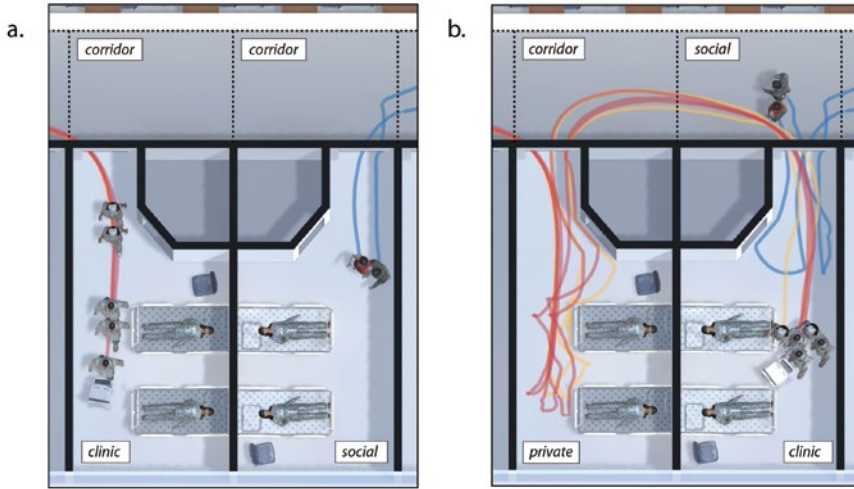 a.
corridor
corridor
clinic
social
b.
corridor
social
private
clinic